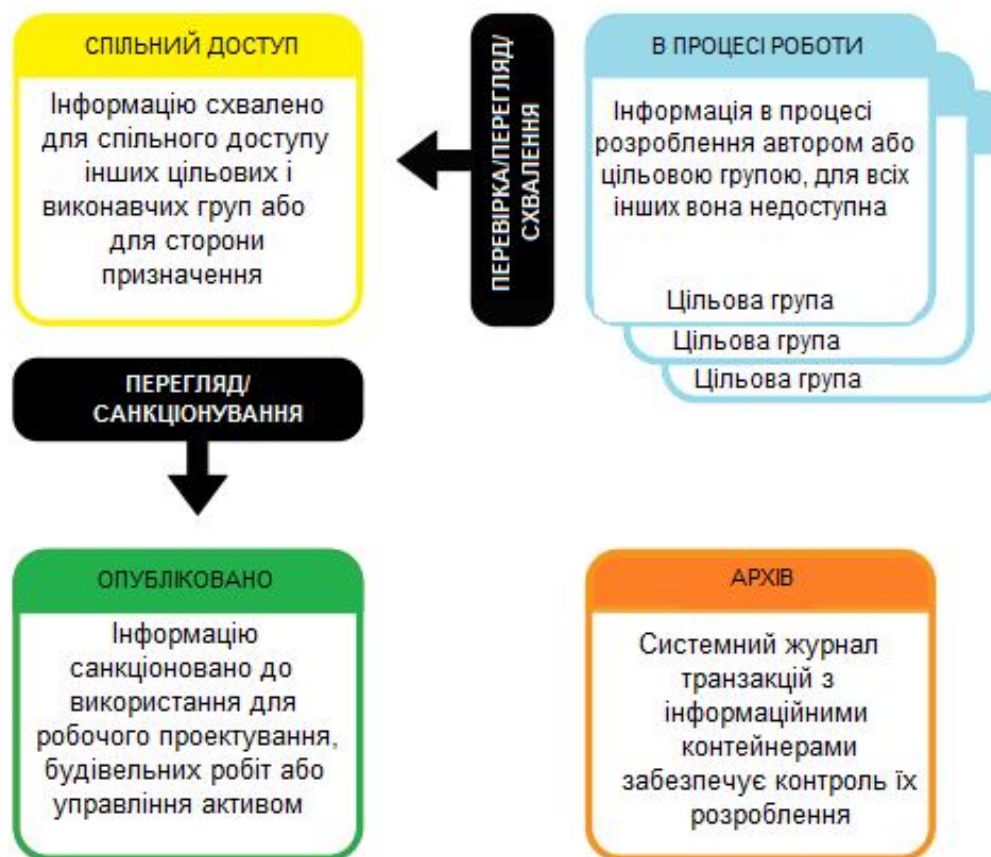 СПІЛЬНИЙ ДОСТУП
Інформацію схвалено
для спільного доступу
інших цільових і
виконавчих груп або
для сторони
призначення
ПЕРЕВІРКА/ПЕРЕГЛЯД/
СХВАЛЕННЯ
В ПРОЦЕСІ РОБОТИ
Інформація в процесі
розроблення автором або
цільовою групою, для всіх
інших вона недоступна
Цільова група
Цільова група
Цільова група
ПЕРЕГЛЯД/
САНКЦІОНУВАННЯ
ОПУБЛІКОВАНО
Інформацію
санкціоновано до
використання для
робочого проектування,
будівельних робіт або
управління активом
АРХІВ
Системний журнал
транзакцій з
інформаційними
контейнерами
забезпечує контроль їх
розроблення